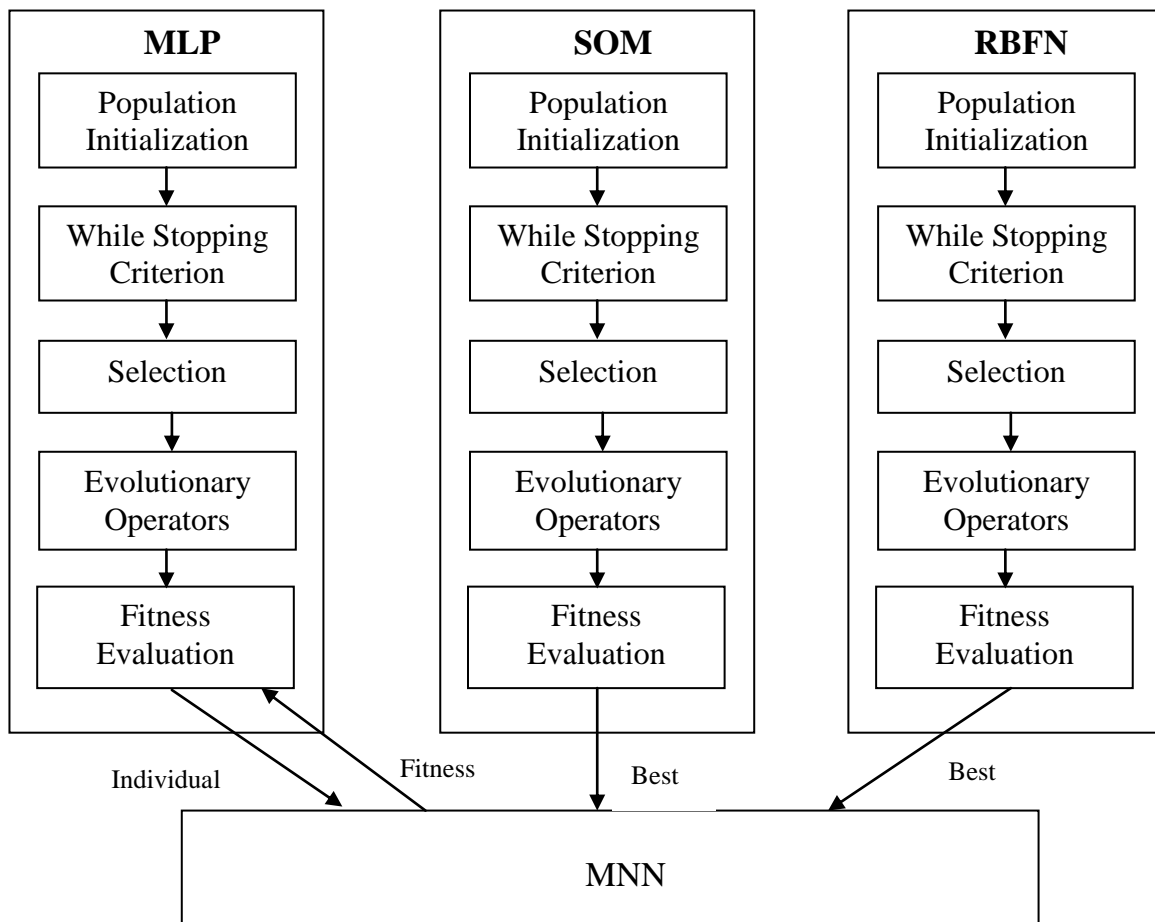 MLP
Population
Initialization
While Stopping
Criterion
Selection
Evolutionary
Operators
Fitness
Evaluation
SOM
Population
Initialization
While Stopping
Criterion
Selection
Evolutionary
Operators
Fitness
Evaluation
RBFN
Population
Initialization
While Stopping
Criterion
Selection
Evolutionary
Operators
Fitness
Evaluation
Individual
Fitness
Best
Best
MNN